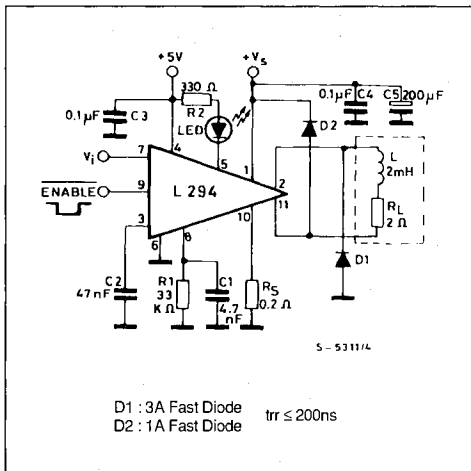 +5V
+Vs
330 Ω
R2
0.1µF C3
LED
0.1µF C4
C5 200µF
D2
Vi
7
4
5
1
ENABLE
9
L 294
2
11
3
6
8
10
L
2mH
RL
2 Ω
D1
C2
47nF
R1
33
KΩ
C1
4.7
nF
RS
0.2 Ω
S-5311/4
D1 : 3A Fast Diode
D2 : 1A Fast Diode
trr ≤ 200ns